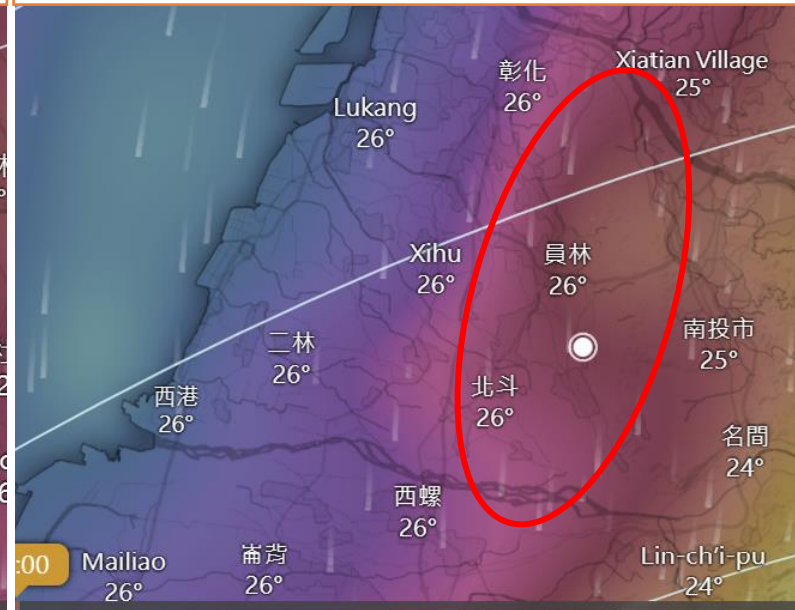 彰化
26°
Xiatian Village
25°
Lukang
26°
Xihu
26°
員林
26°
二林
26°
南投市
25°
西港
26°
北斗
26°
名間
24°
西螺
26°
:00
Mailiao
26°
崙背
26°
Lin-ch'i-pu
24°